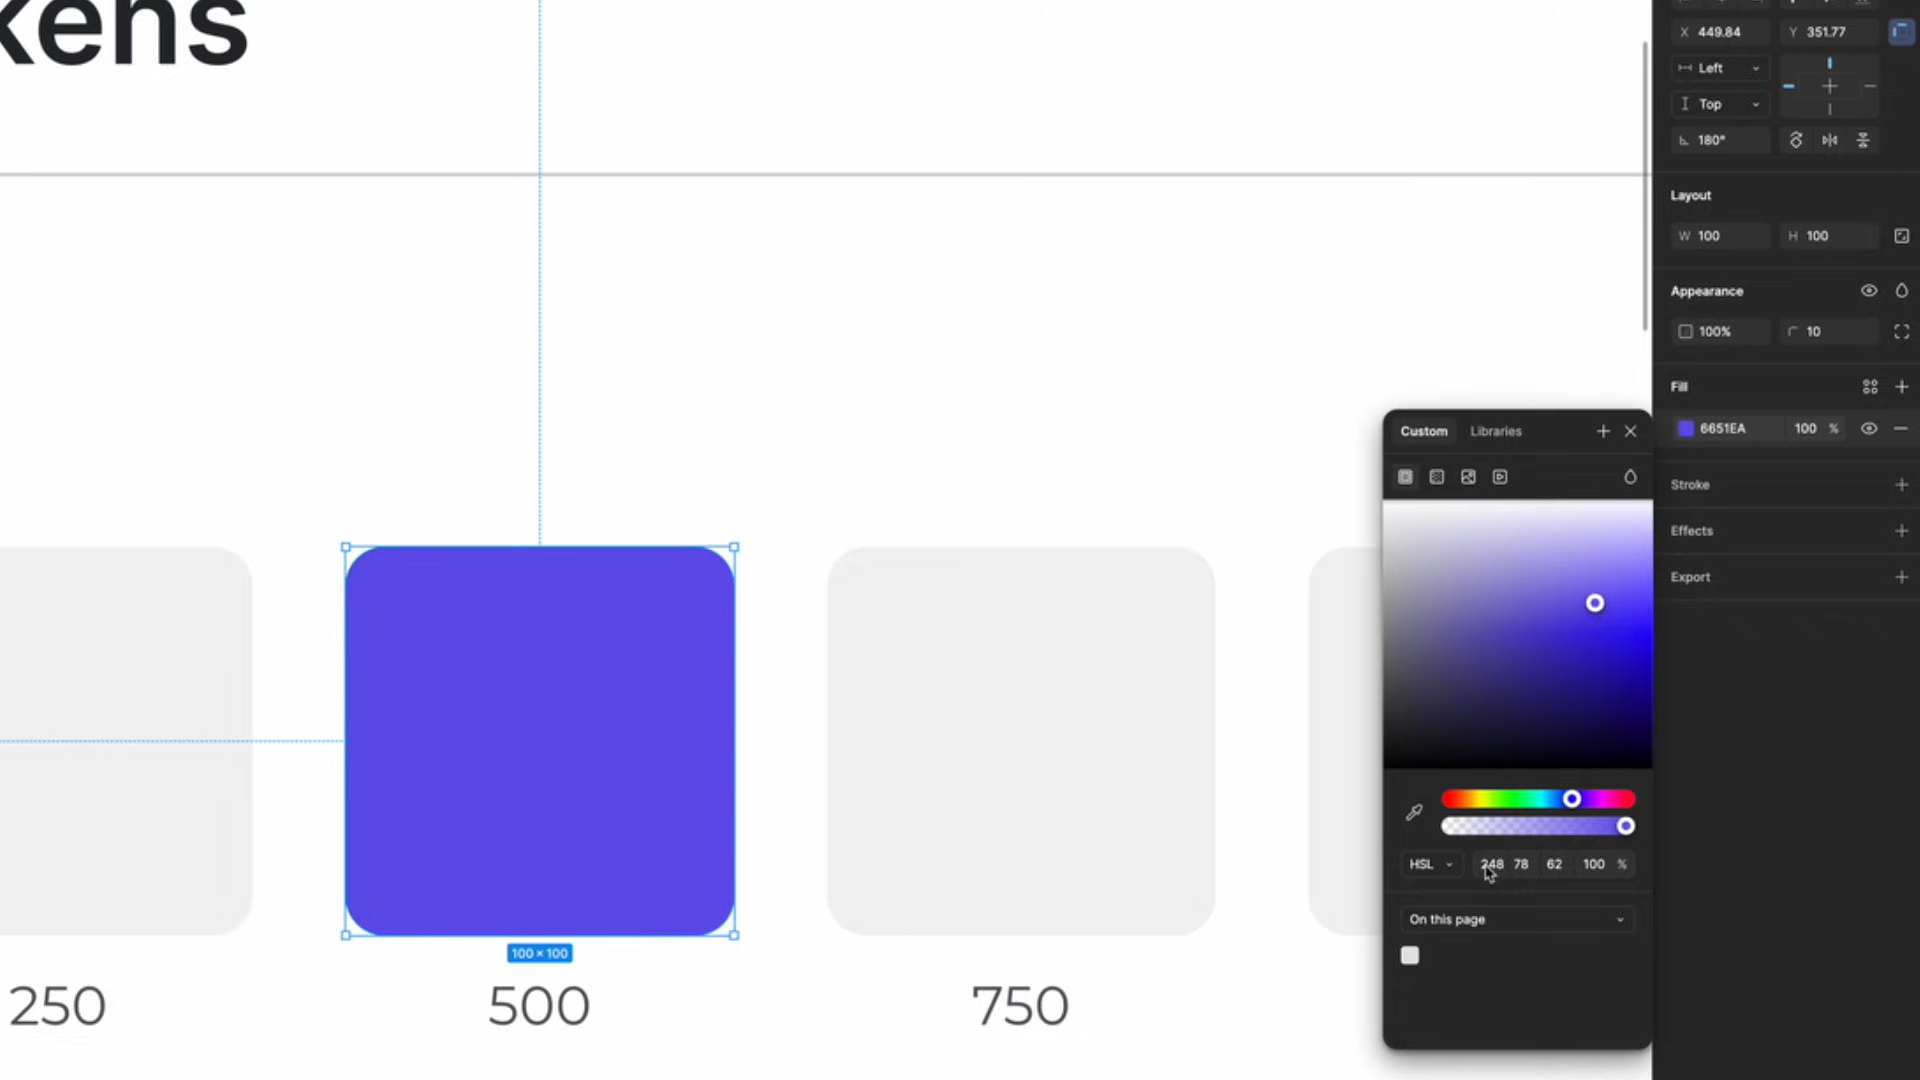 kens
X 449.84 Y 351.77
Left
Top
180°
Layout
W 100 H 100
Appearance
100% 10
Fill
6651EA 100 %
Stroke
Effects
Export
Custom Libraries
HSL 248 78 62 100 %
On this page
100 × 100
250
500
750